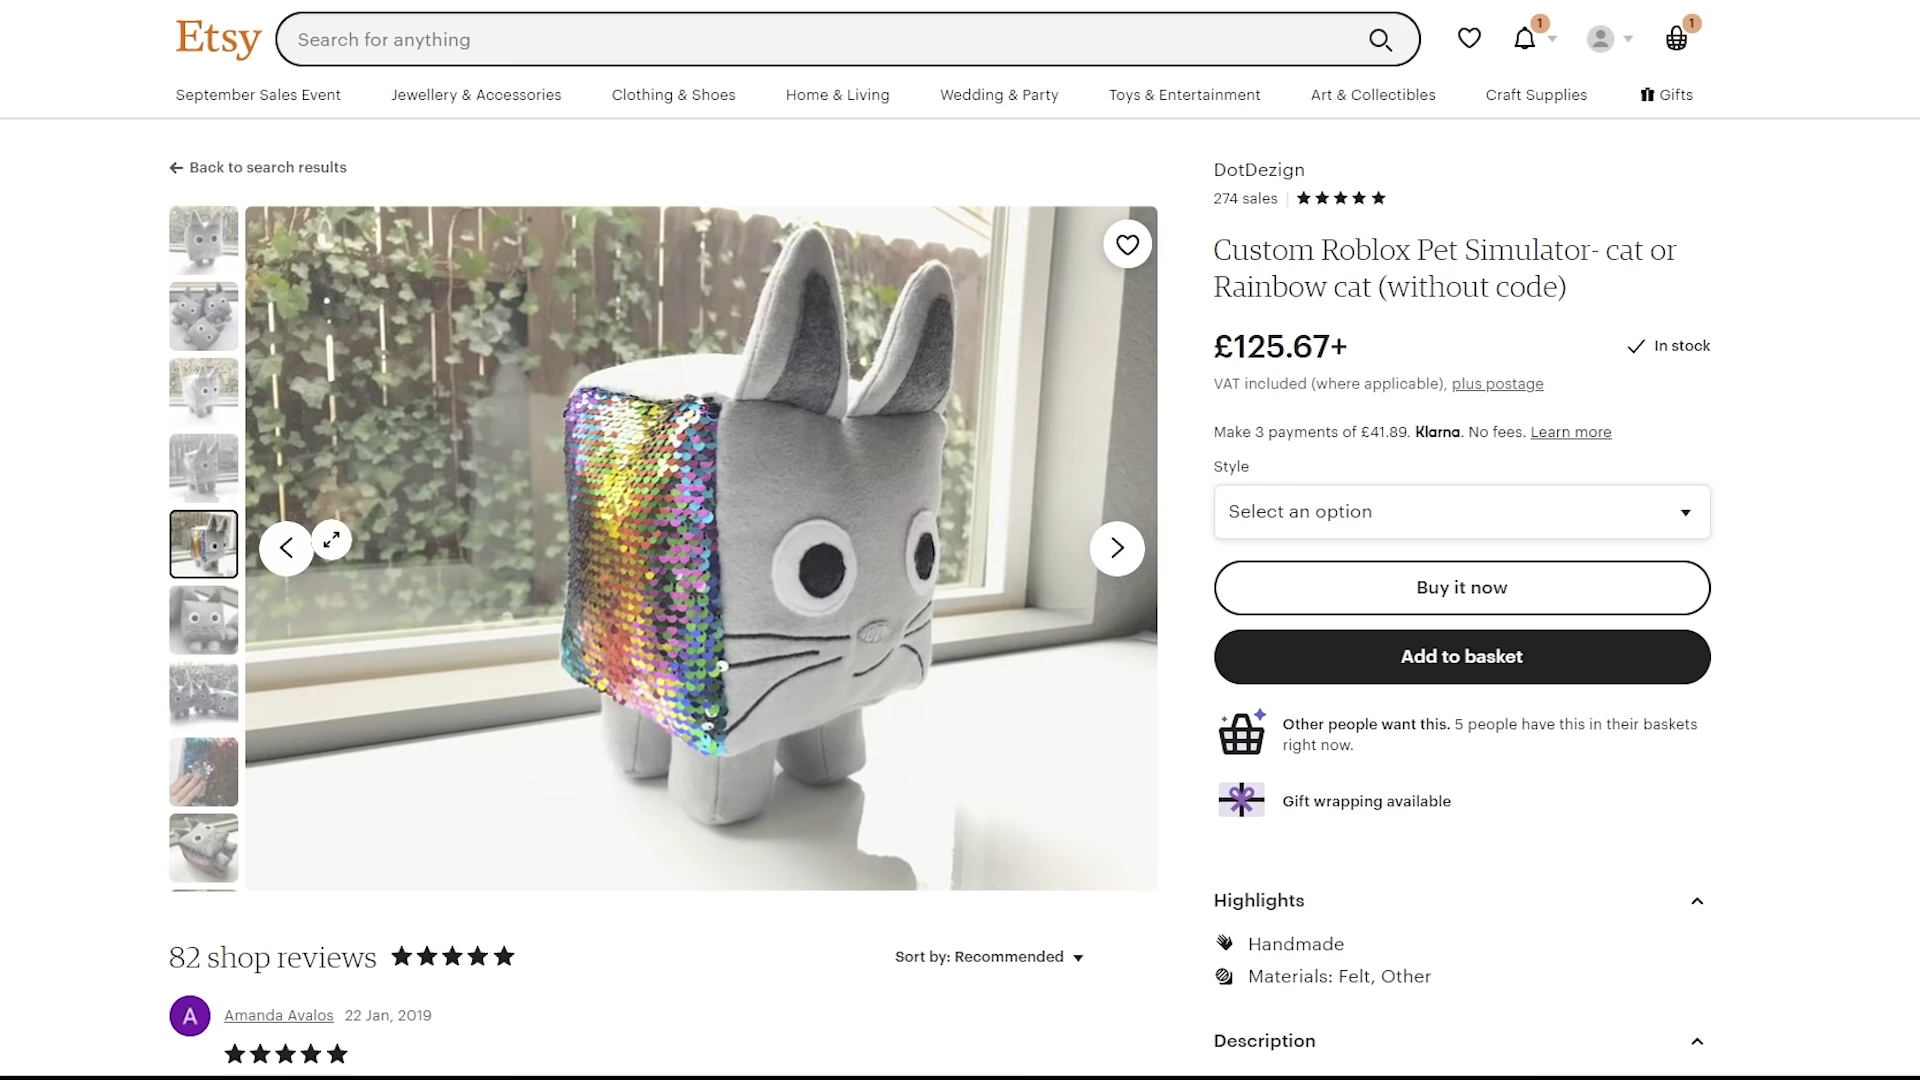 Etsy
Search for anything
1
1
September Sales Event
Jewellery & Accessories
Clothing & Shoes
Home & Living
Wedding & Party
Toys & Entertainment
Art & Collectibles
Craft Supplies
Gifts
Back to search results
DotDezign
274 sales
Custom Roblox Pet Simulator- cat or
Rainbow cat (without code)
£125.67+
In stock
VAT included (where applicable), plus postage
Make 3 payments of £41.89. Klarna. No fees. Learn more
Style
Select an option
Buy it now
Add to basket
Other people want this. 5 people have this in their baskets
right now.
Gift wrapping available
Highlights
Handmade
Materials: Felt, Other
Description
82 shop reviews
Sort by: Recommended
A
Amanda Avalos 22 Jan, 2019